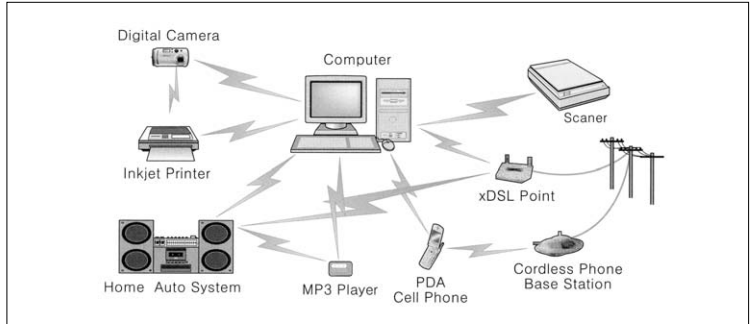 Digital Camera
Computer
Scaner
Inkjet Printer
xDSL Point
Home Auto System
MP3 Player
PDA
Cell Phone
Cordless Phone
Base Station